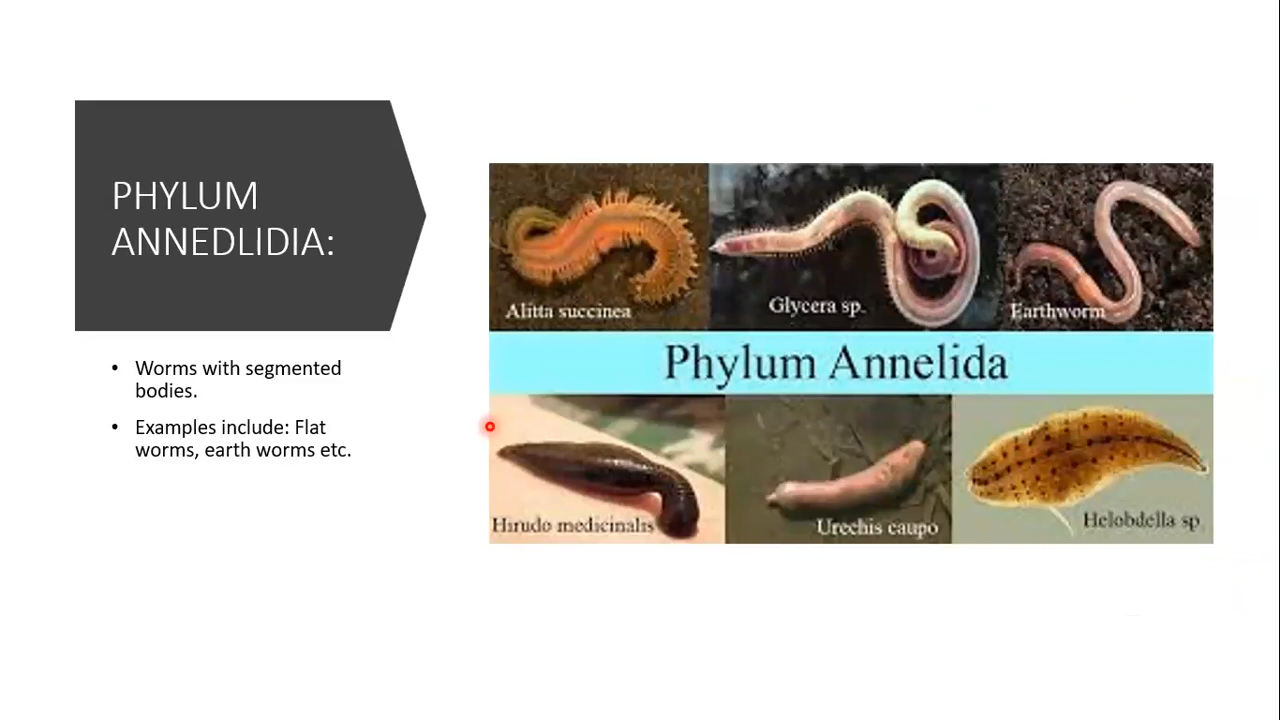 PHYLUM
ANNEDLIDIA:
• Worms with segmented
bodies.
• Examples include: Flat
worms, earth worms etc.
Alitta succinea
Glycera sp.
Earthworm
Phylum Annelida
Hirudo medicinalis
Urechis caupo
Helobdella sp